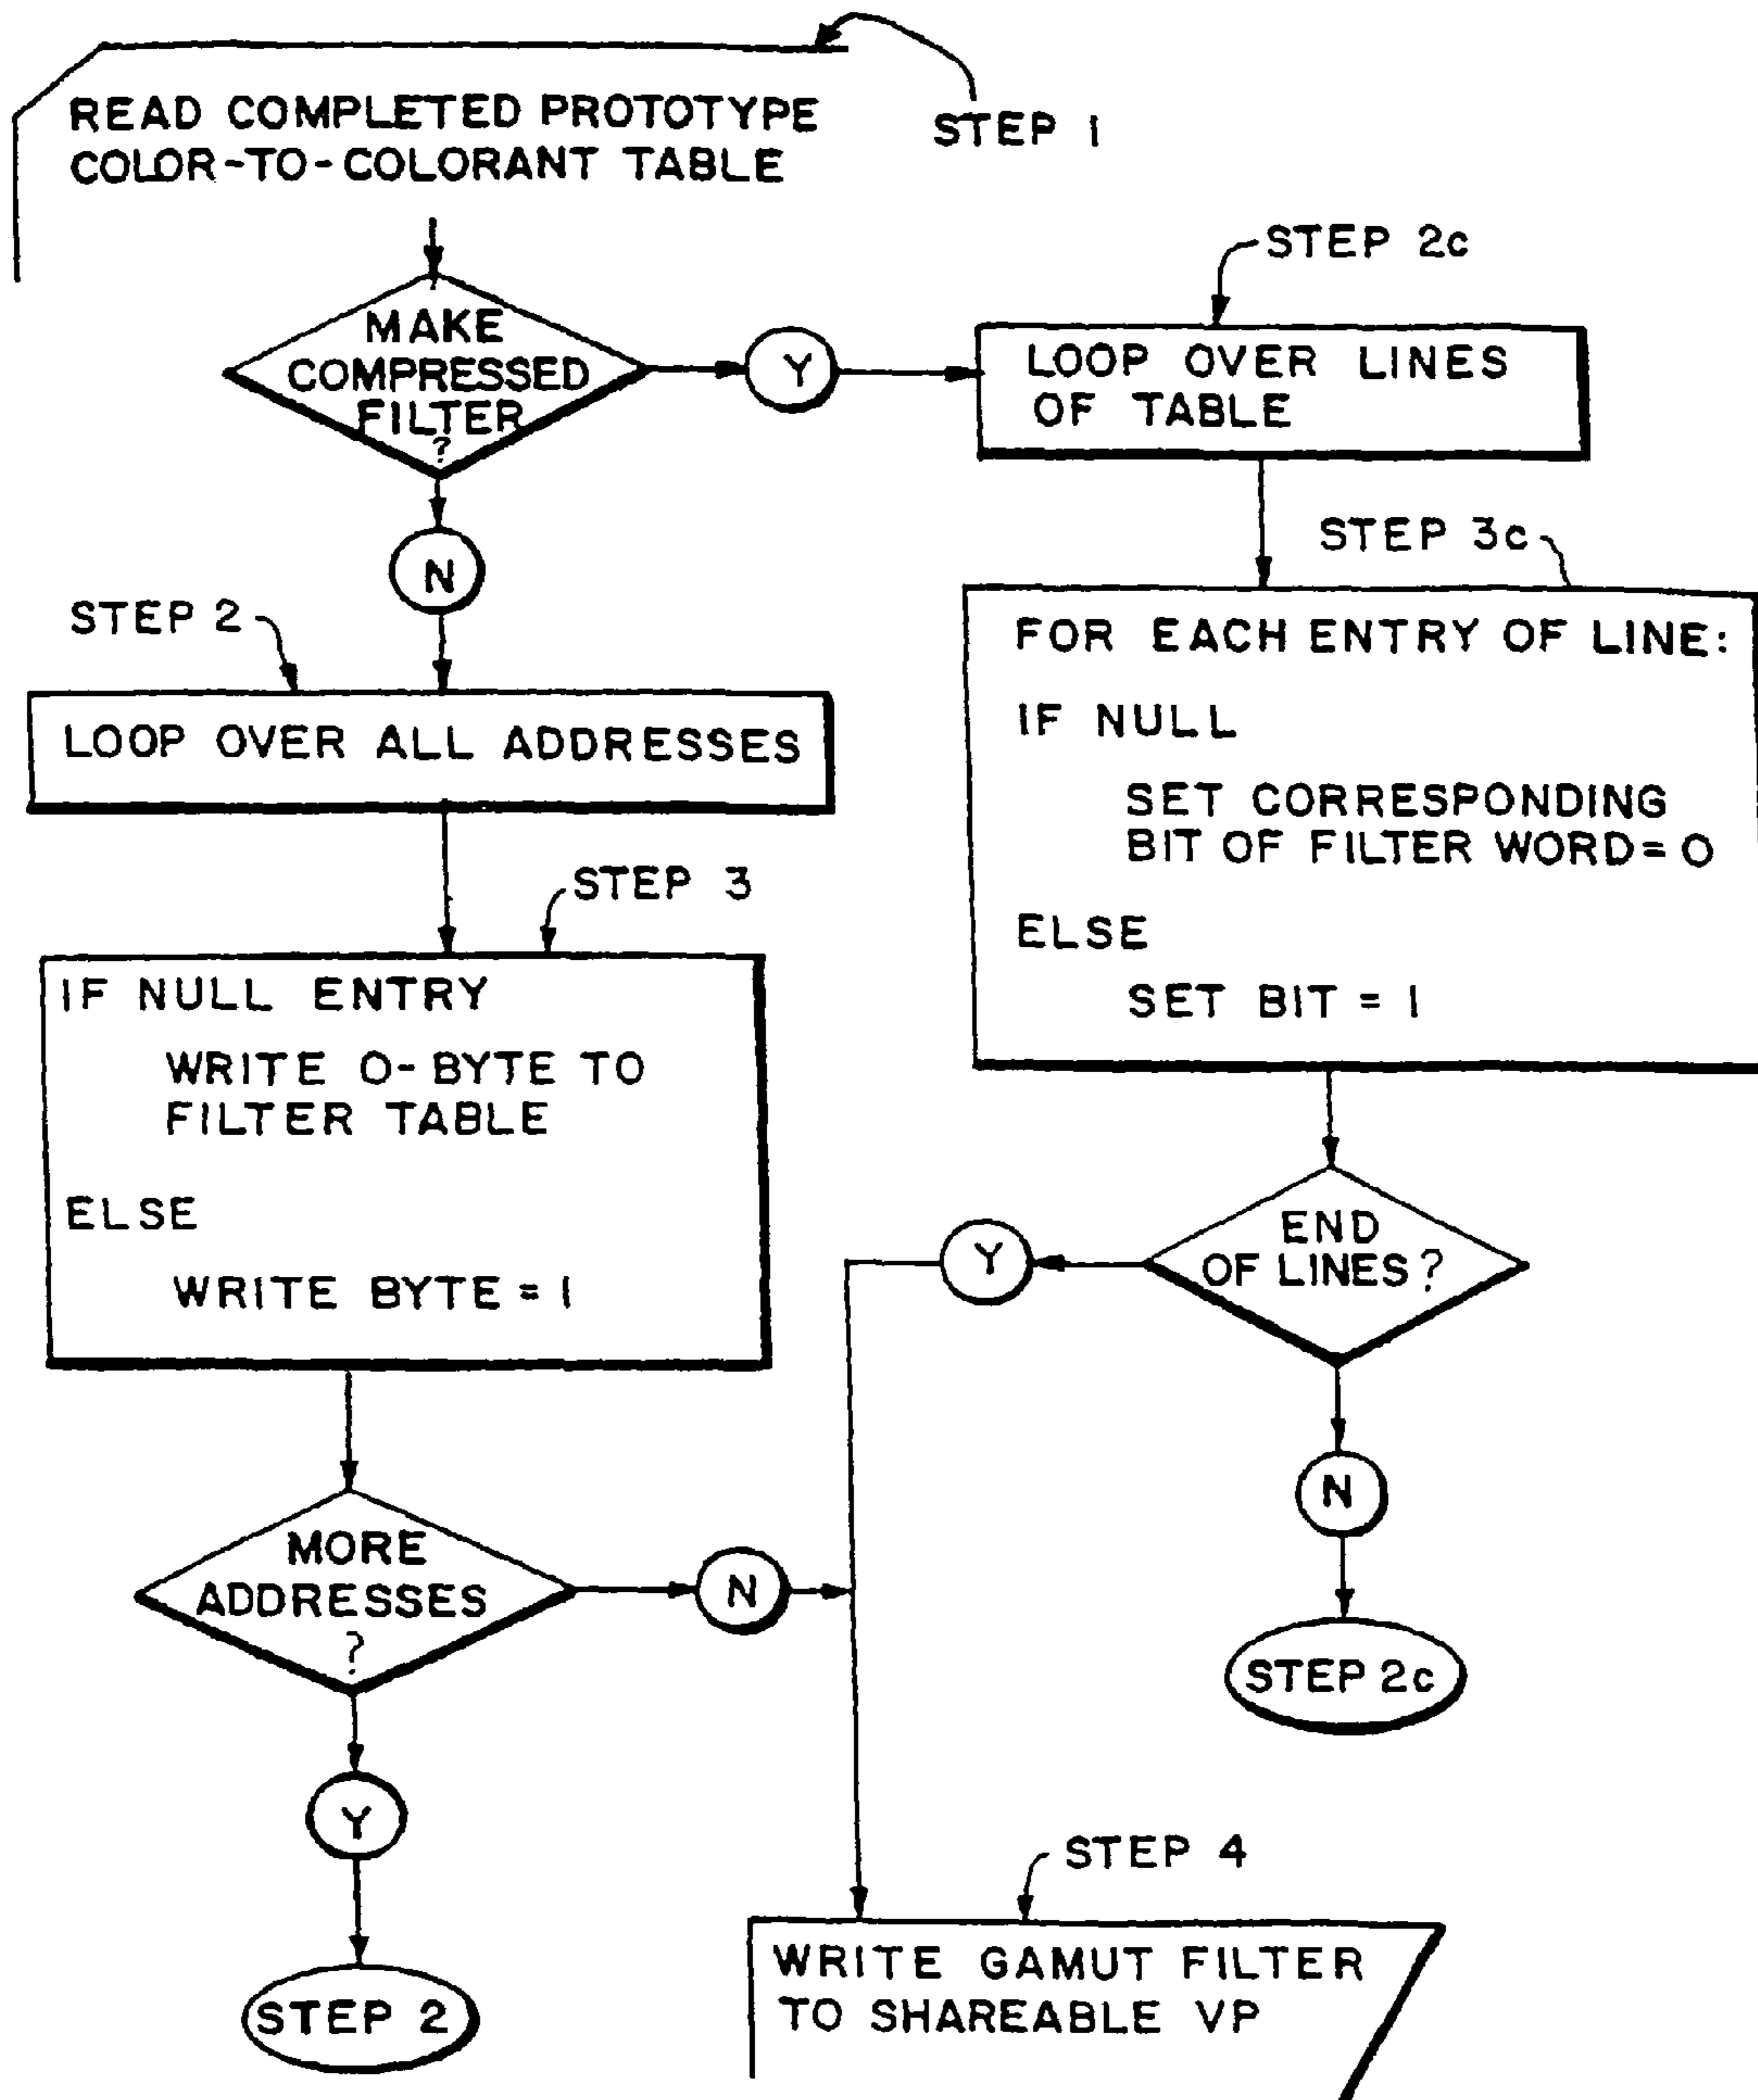 READ COMPLETED PROTOTYPE
COLOR-TO-COLORANT TABLE
STEP 1
MAKE
COMPRESSED
FILTER
?
Y
STEP 2c
LOOP OVER LINES
OF TABLE
N
STEP 3c
FOR EACH ENTRY OF LINE:
IF NULL
SET CORRESPONDING
BIT OF FILTER WORD=0
ELSE
SET BIT = 1
STEP 2
LOOP OVER ALL ADDRESSES
STEP 3
IF NULL ENTRY
WRITE 0-BYTE TO
FILTER TABLE
ELSE
WRITE BYTE = 1
END
OF LINES?
Y
N
STEP 2c
MORE
ADDRESSES
?
N
Y
STEP 2
STEP 4
WRITE GAMUT FILTER
TO SHAREABLE VP